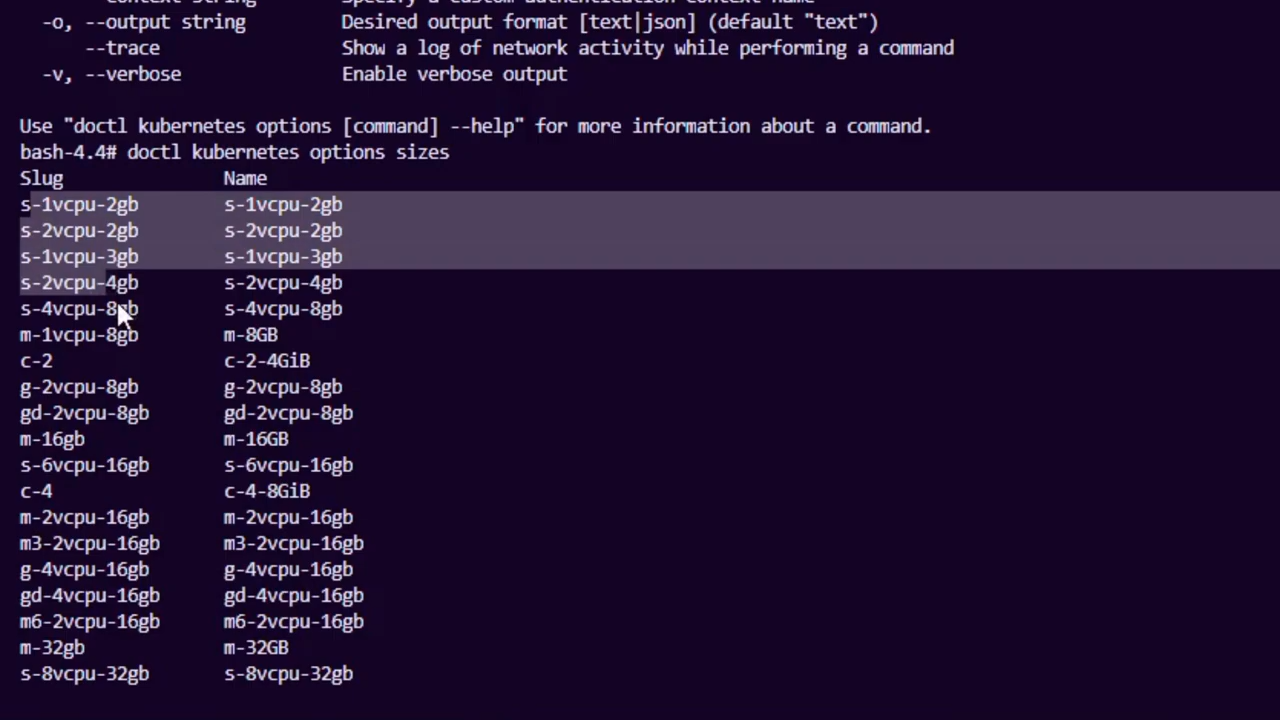 -o, --output string         Desired output format [text|json] (default "text")
    --trace                 Show a log of network activity while performing a command
-v, --verbose               Enable verbose output
Use "doctl kubernetes options [command] --help" for more information about a command.
bash-4.4# doctl kubernetes options sizes
Slug               Name
s-1vcpu-2gb        s-1vcpu-2gb
s-2vcpu-2gb        s-2vcpu-2gb
s-1vcpu-3gb        s-1vcpu-3gb
s-2vcpu-4gb        s-2vcpu-4gb
s-4vcpu-8gb        s-4vcpu-8gb
m-1vcpu-8gb        m-8GB
c-2                c-2-4GiB
g-2vcpu-8gb        g-2vcpu-8gb
gd-2vcpu-8gb       gd-2vcpu-8gb
m-16gb             m-16GB
s-6vcpu-16gb       s-6vcpu-16gb
c-4                c-4-8GiB
m-2vcpu-16gb       m-2vcpu-16gb
m3-2vcpu-16gb      m3-2vcpu-16gb
g-4vcpu-16gb       g-4vcpu-16gb
gd-4vcpu-16gb      gd-4vcpu-16gb
m6-2vcpu-16gb      m6-2vcpu-16gb
m-32gb             m-32GB
s-8vcpu-32gb       s-8vcpu-32gb